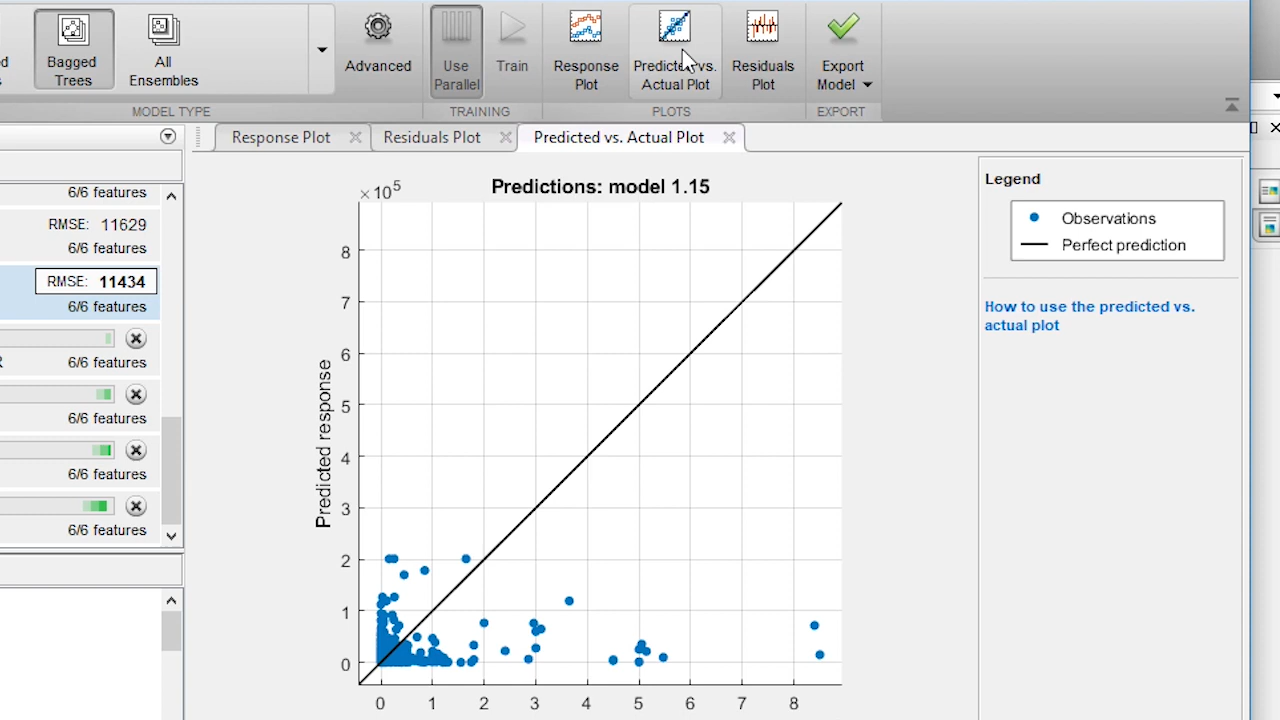 d
s
Bagged
Trees
All
Ensembles
Advanced
Use
Parallel
Train
Response
Plot
Predicted vs.
Actual Plot
Residuals
Plot
Export
Model
MODEL TYPE
TRAINING
PLOTS
EXPORT
Response Plot
Residuals Plot
Predicted vs. Actual Plot
6/6 features
RMSE: 11629
6/6 features
RMSE: 11434
6/6 features
R
6/6 features
6/6 features
6/6 features
6/6 features
×10^5
Predictions: model 1.15
8
7
6
5
4
3
2
1
0
Predicted response
0 1 2 3 4 5 6 7 8
Legend
Observations
Perfect prediction
How to use the predicted vs.
actual plot